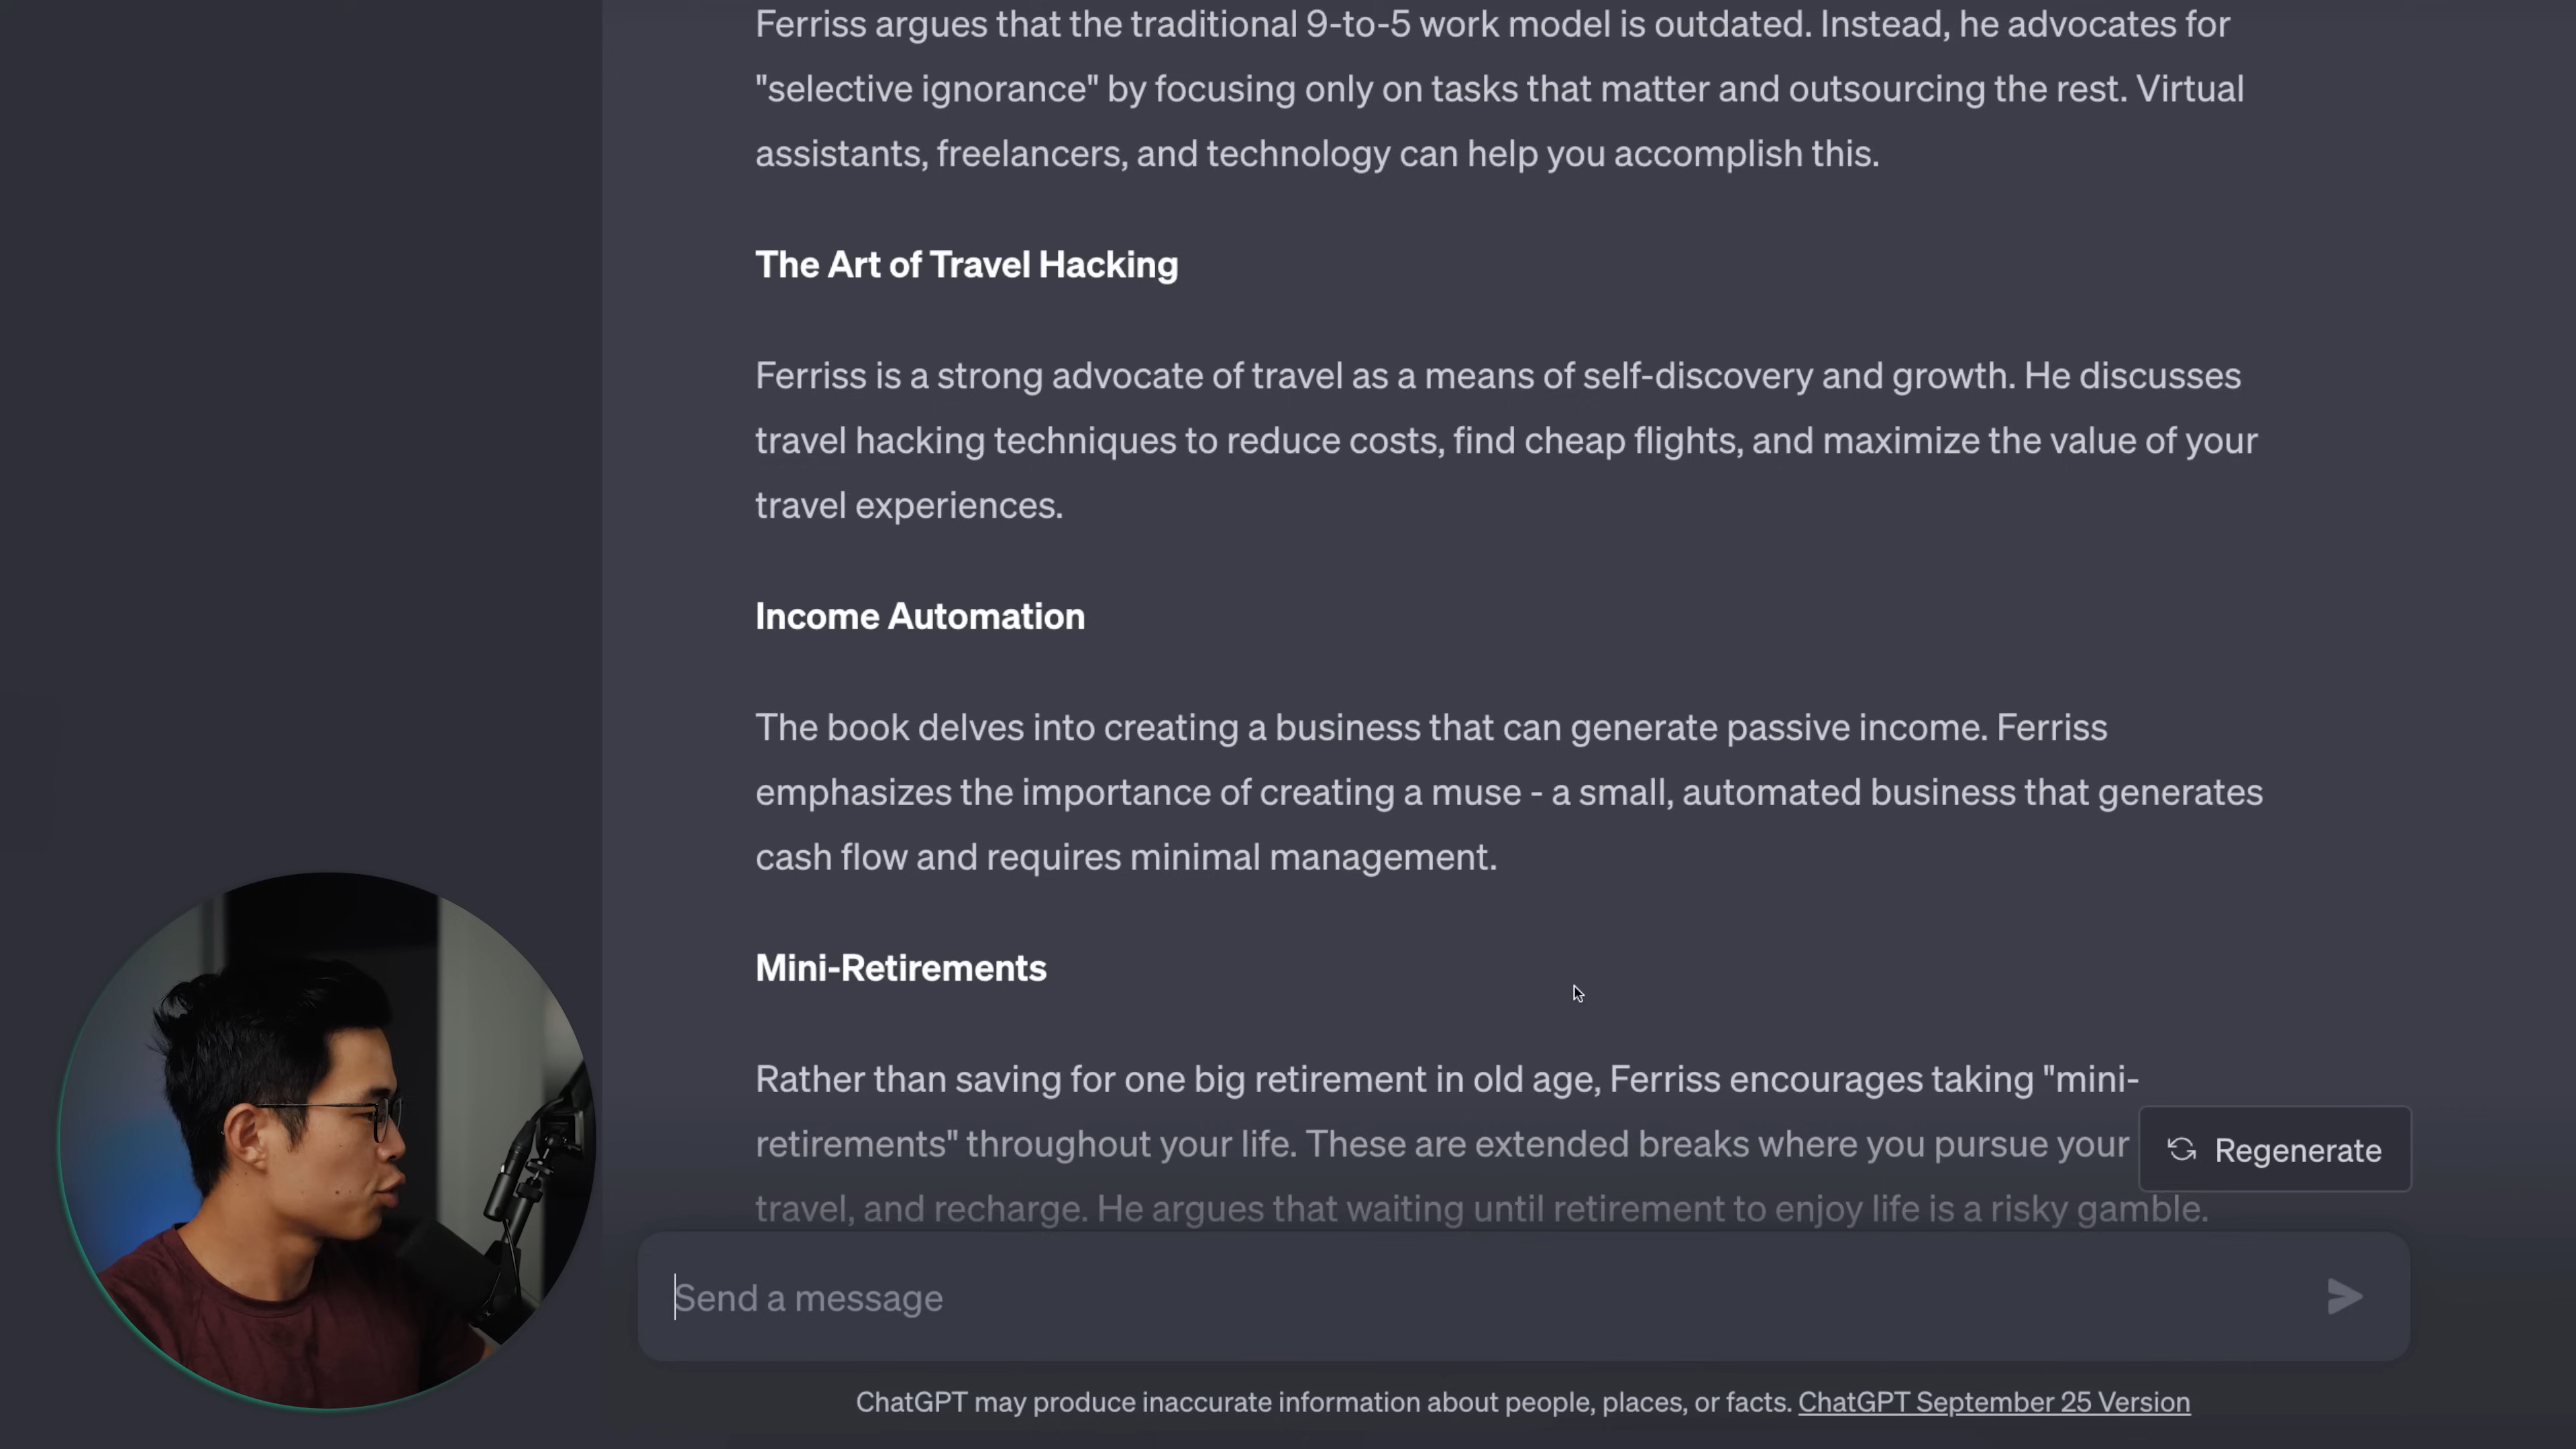 Ferriss argues that the traditional 9-to-5 work model is outdated. Instead, he advocates for
"selective ignorance" by focusing only on tasks that matter and outsourcing the rest. Virtual
assistants, freelancers, and technology can help you accomplish this.
The Art of Travel Hacking
Ferriss is a strong advocate of travel as a means of self-discovery and growth. He discusses
travel hacking techniques to reduce costs, find cheap flights, and maximize the value of your
travel experiences.
Income Automation
The book delves into creating a business that can generate passive income. Ferriss
emphasizes the importance of creating a muse - a small, automated business that generates
cash flow and requires minimal management.
Mini-Retirements
Rather than saving for one big retirement in old age, Ferriss encourages taking "mini-
retirements" throughout your life. These are extended breaks where you pursue your
Regenerate
travel, and recharge. He argues that waiting until retirement to enjoy life is a risky gamble.
Send a message
ChatGPT may produce inaccurate information about people, places, or facts. ChatGPT September 25 Version